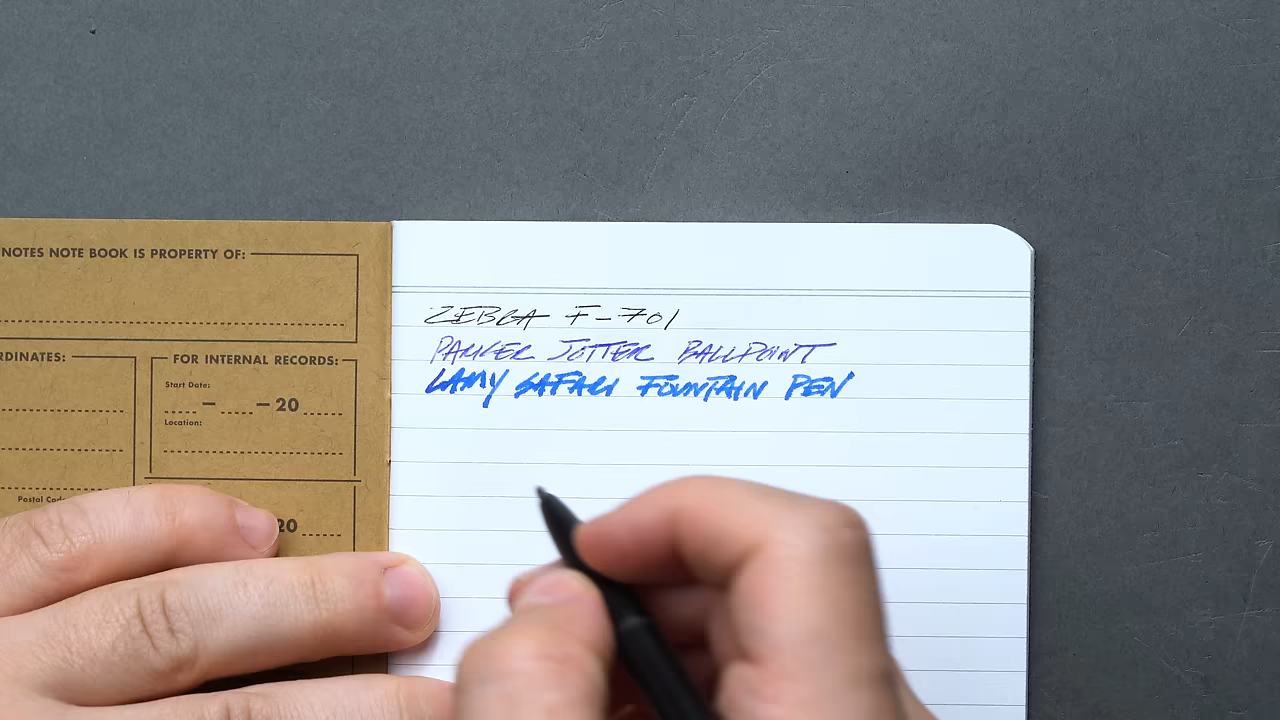 NOTES NOTE BOOK IS PROPERTY OF:
RDINATES:
FOR INTERNAL RECORDS:
Start Date:
— — 20
Location:
Postal Code
20
ZEBRA F-701
PARKER JOTTER BALLPOINT
LAMY SAFARI FOUNTAIN PEN